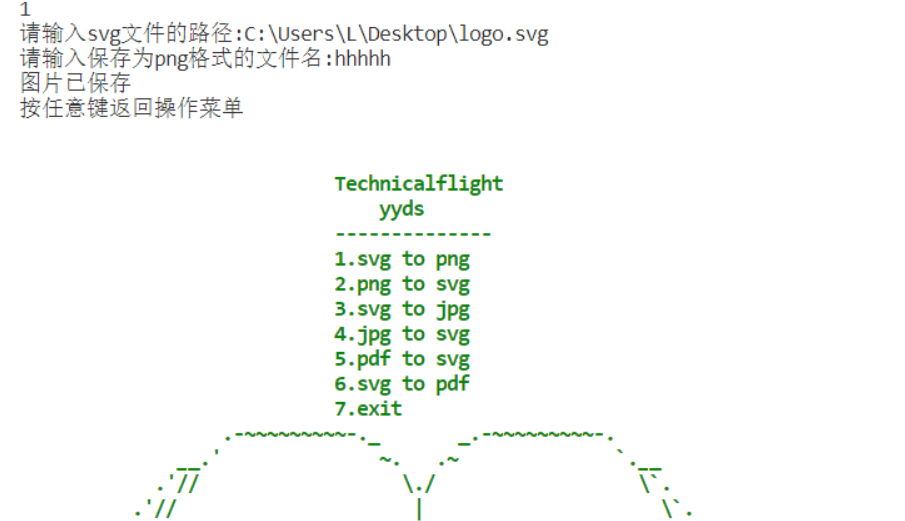 1
请输入svg文件的路径:C:\Users\L\Desktop\logo.svg
请输入保存为png格式的文件名:hhhhh
图片已保存
按任意键返回操作菜单
Technicalflight
yyds
--------------
1.svg to png
2.png to svg
3.svg to jpg
4.jpg to svg
5.pdf to svg
6.svg to pdf
7.exit